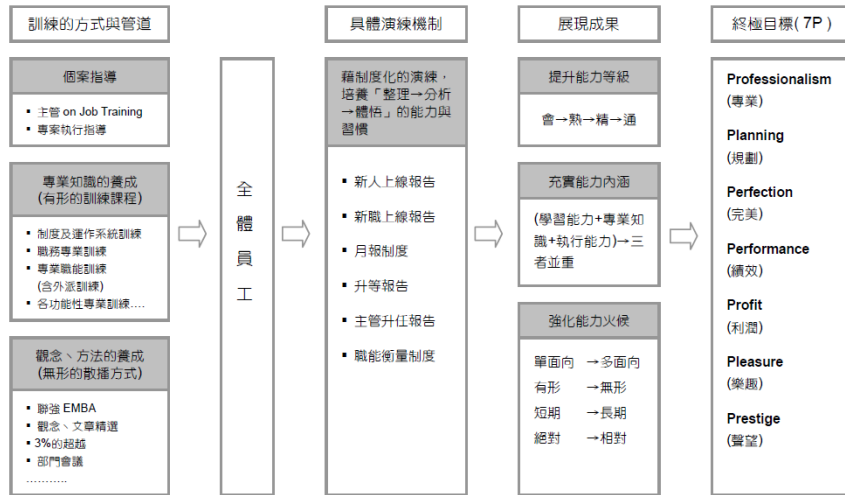 訓練的方式與管道
個案指導
▪ 主管 on Job Training
▪ 專案執行指導
專業知識的養成
(有形的訓練課程)
▪ 制度及運作系統訓練
▪ 職務專業訓練
▪ 專業職能訓練
(含外派訓練)
▪ 各功能性專業訓練....
觀念、方法的養成
(無形的散播方式)
▪ 聯強 EMBA
▪ 觀念、文章精選
▪ 3%的超越
▪ 部門會議
...........
全
體
員
工
具體演練機制
藉制度化的演練，
培養「整理→分析
→體悟」的能力與
習慣
▪ 新人上線報告
▪ 新職上線報告
▪ 月報制度
▪ 升等報告
▪ 主管升任報告
▪ 職能衡量制度
展現成果
提升能力等級
會→熟→精→通
充實能力內涵
(學習能力+專業知
識+執行能力)→三
者並重
強化能力火候
單面向 →多面向
有形 →無形
短期 →長期
絕對 →相對
終極目標( 7P )
Professionalism
(專業)
Planning
(規劃)
Perfection
(完美)
Performance
(績效)
Profit
(利潤)
Pleasure
(樂趣)
Prestige
(聲望)